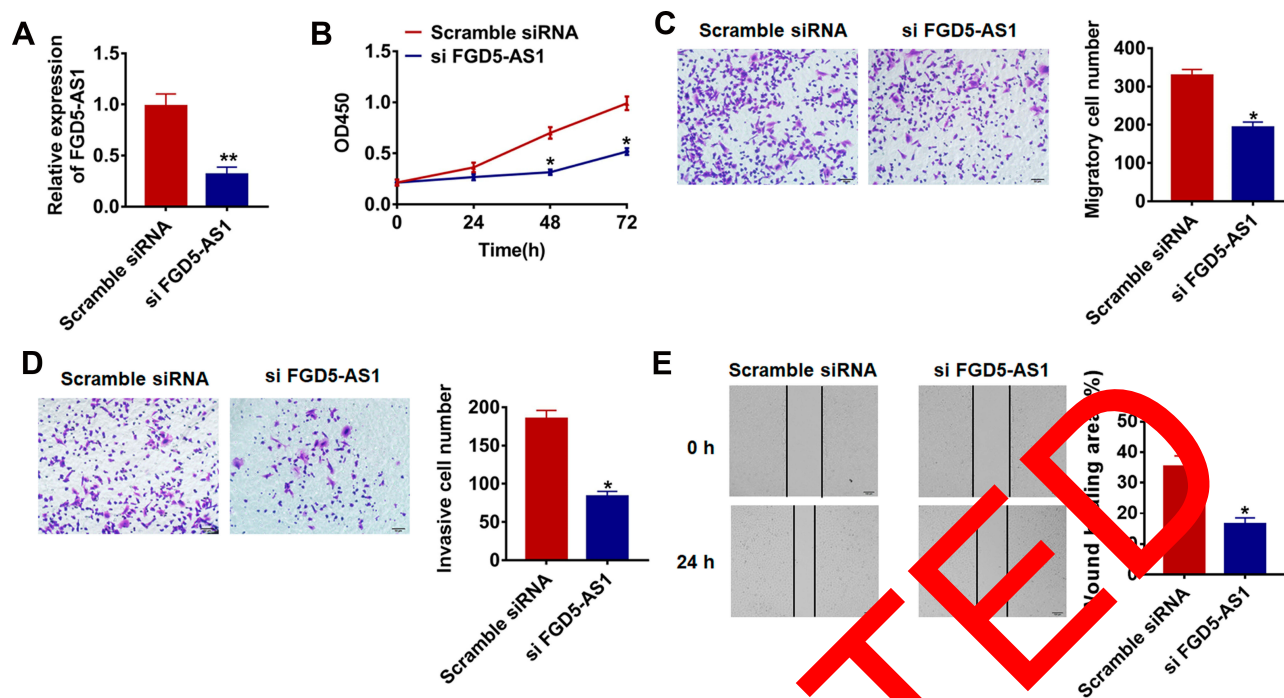 A
Relative expression
of FGD5-AS1
1.5
1.0
0.5
0.0
**
Scramble siRNA
si FGD5-AS1
B
Scramble siRNA
si FGD5-AS1
OD450
1.5
1.0
0.5
0.0
*
*
0
24
48
72
Time(h)
C
Scramble siRNA
si FGD5-AS1
Migratory cell number
400
300
200
100
0
*
Scramble siRNA
si FGD5-AS1
D
Scramble siRNA
si FGD5-AS1
Invasive cell number
200
150
100
50
0
*
Scramble siRNA
si FGD5-AS1
E
Scramble siRNA
si FGD5-AS1
0 h
24 h
area
40
30
20
*
Scramble siRNA
si FGD5-AS1
TED